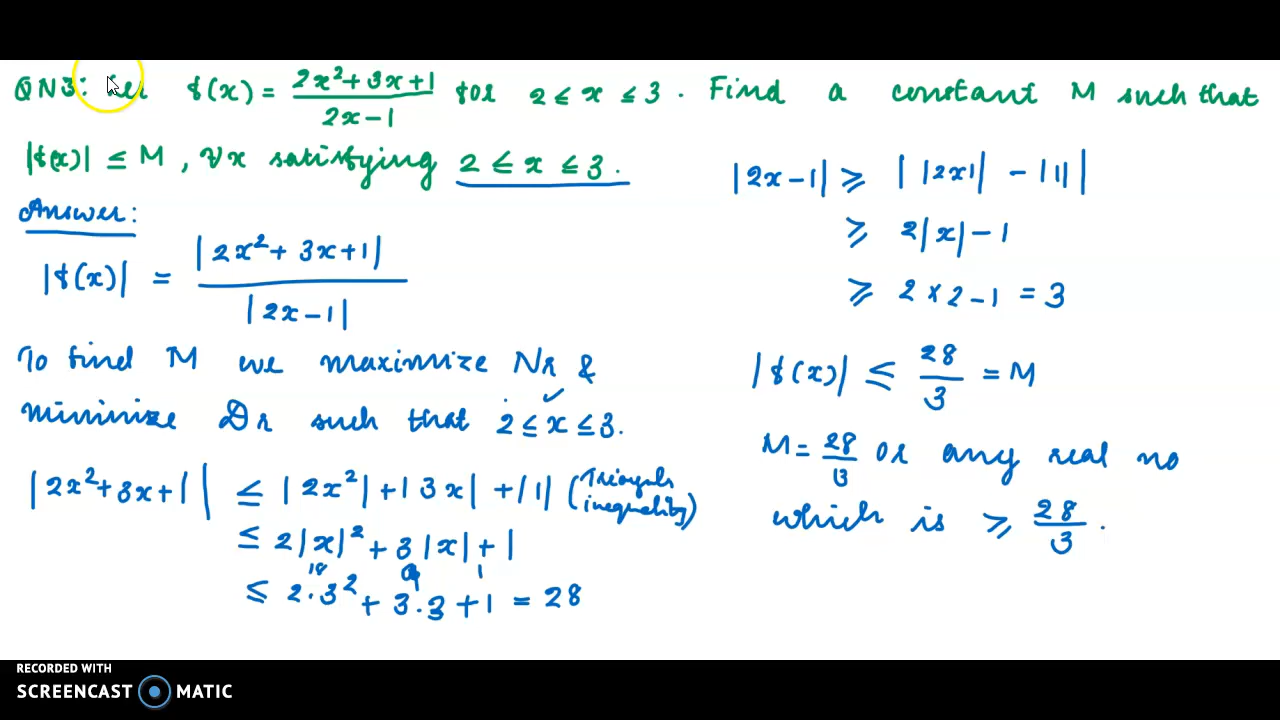 QN3: Let f(x) = (2x²+3x+1)/(2x-1) for 2 ≤ x ≤ 3. Find a constant M such that
|f(x)| ≤ M, ∀x satisfying 2 ≤ x ≤ 3.
Answer:
|f(x)| = |2x²+3x+1|/|2x-1|
To find M we maximize Nr &
minimize Dr such that 2 ≤ x ≤ 3.
|2x²+3x+1| ≤ |2x²|+|3x|+|1| (Triangle
inequality)
≤ 2|x|²+3|x|+1
18 9 1
≤ 2.3²+3.3+1 = 28
|2x-1| ≥ ||2x1|-|1||
≥ 2|x|-1
≥ 2×2-1 = 3
|f(x)| ≤ 28/3 = M
M = 28/3 or any real no
which is ≥ 28/3.
RECORDED WITH
SCREENCAST MATIC